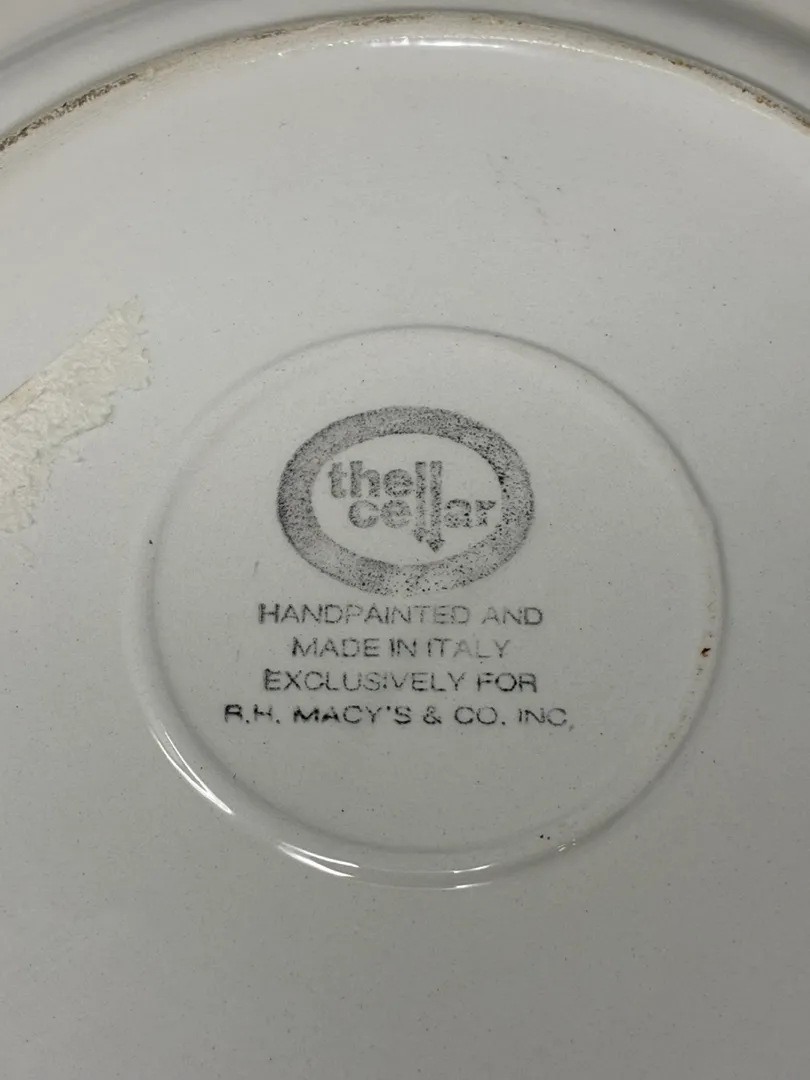 the
cellar
HANDPAINTED AND
MADE IN ITALY
EXCLUSIVELY FOR
R.H. MACY'S & CO. INC.